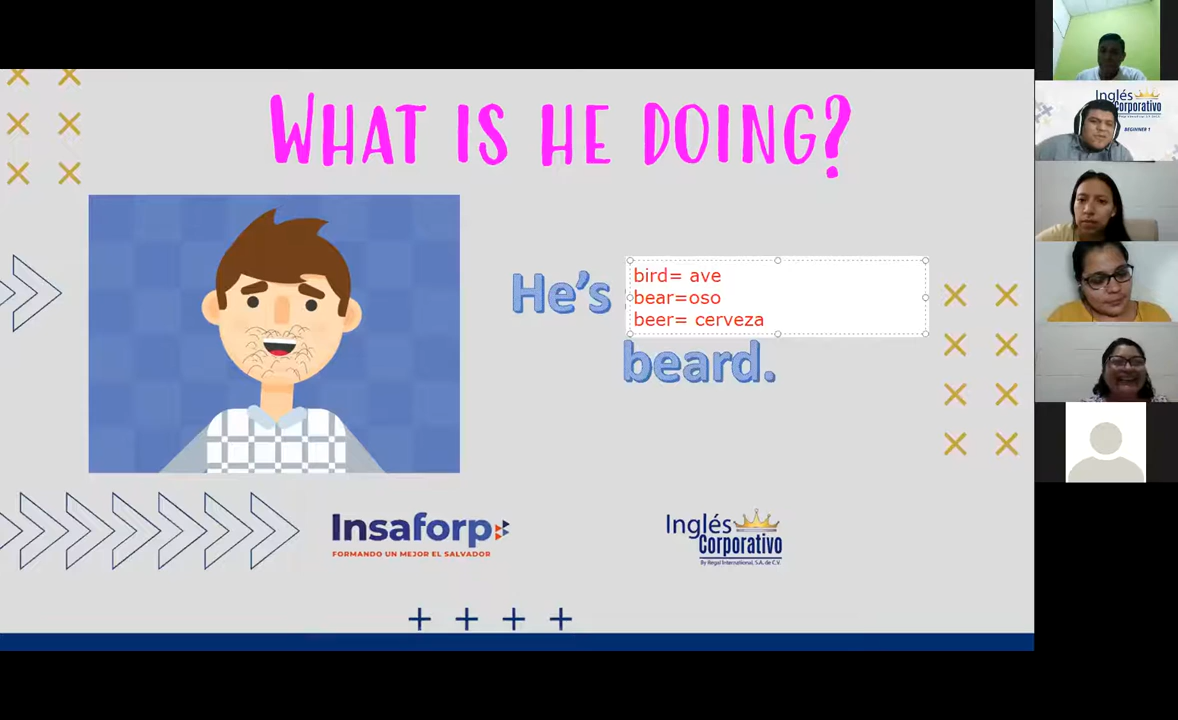 WHAT IS HE DOING?
He's
bird= ave
bear=oso
beer= cerveza
beard.
Insaforp
FORMANDO UN MEJOR EL SALVADOR
Inglés
Corporativo
By Regal International, S.A. de C.V.
Inglés
Corporativo
BEGINNER 1